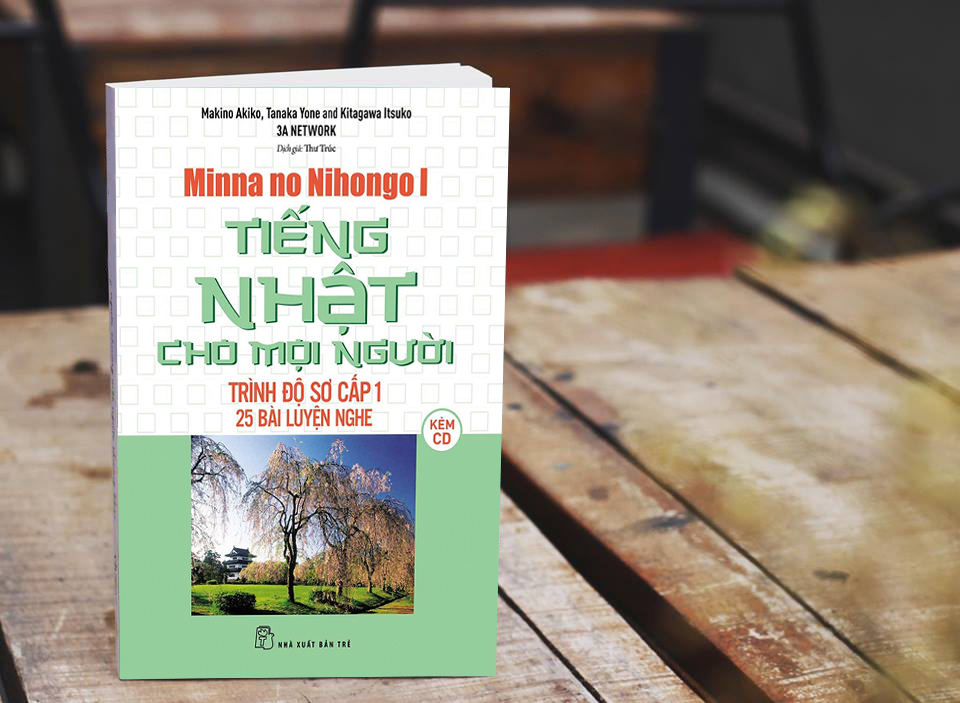 Makino Akiko, Tanaka Yone and Kitagawa Itsuko
3A NETWORK
Dịch giả: Thư Trúc
Minna no Nihongo I
TIẾNG
NHẬT
CHO MỌI NGƯỜI
TRÌNH ĐỘ SƠ CẤP 1
25 BÀI LUYỆN NGHE
KÈM
CD
NHÀ XUẤT BẢN TRẺ